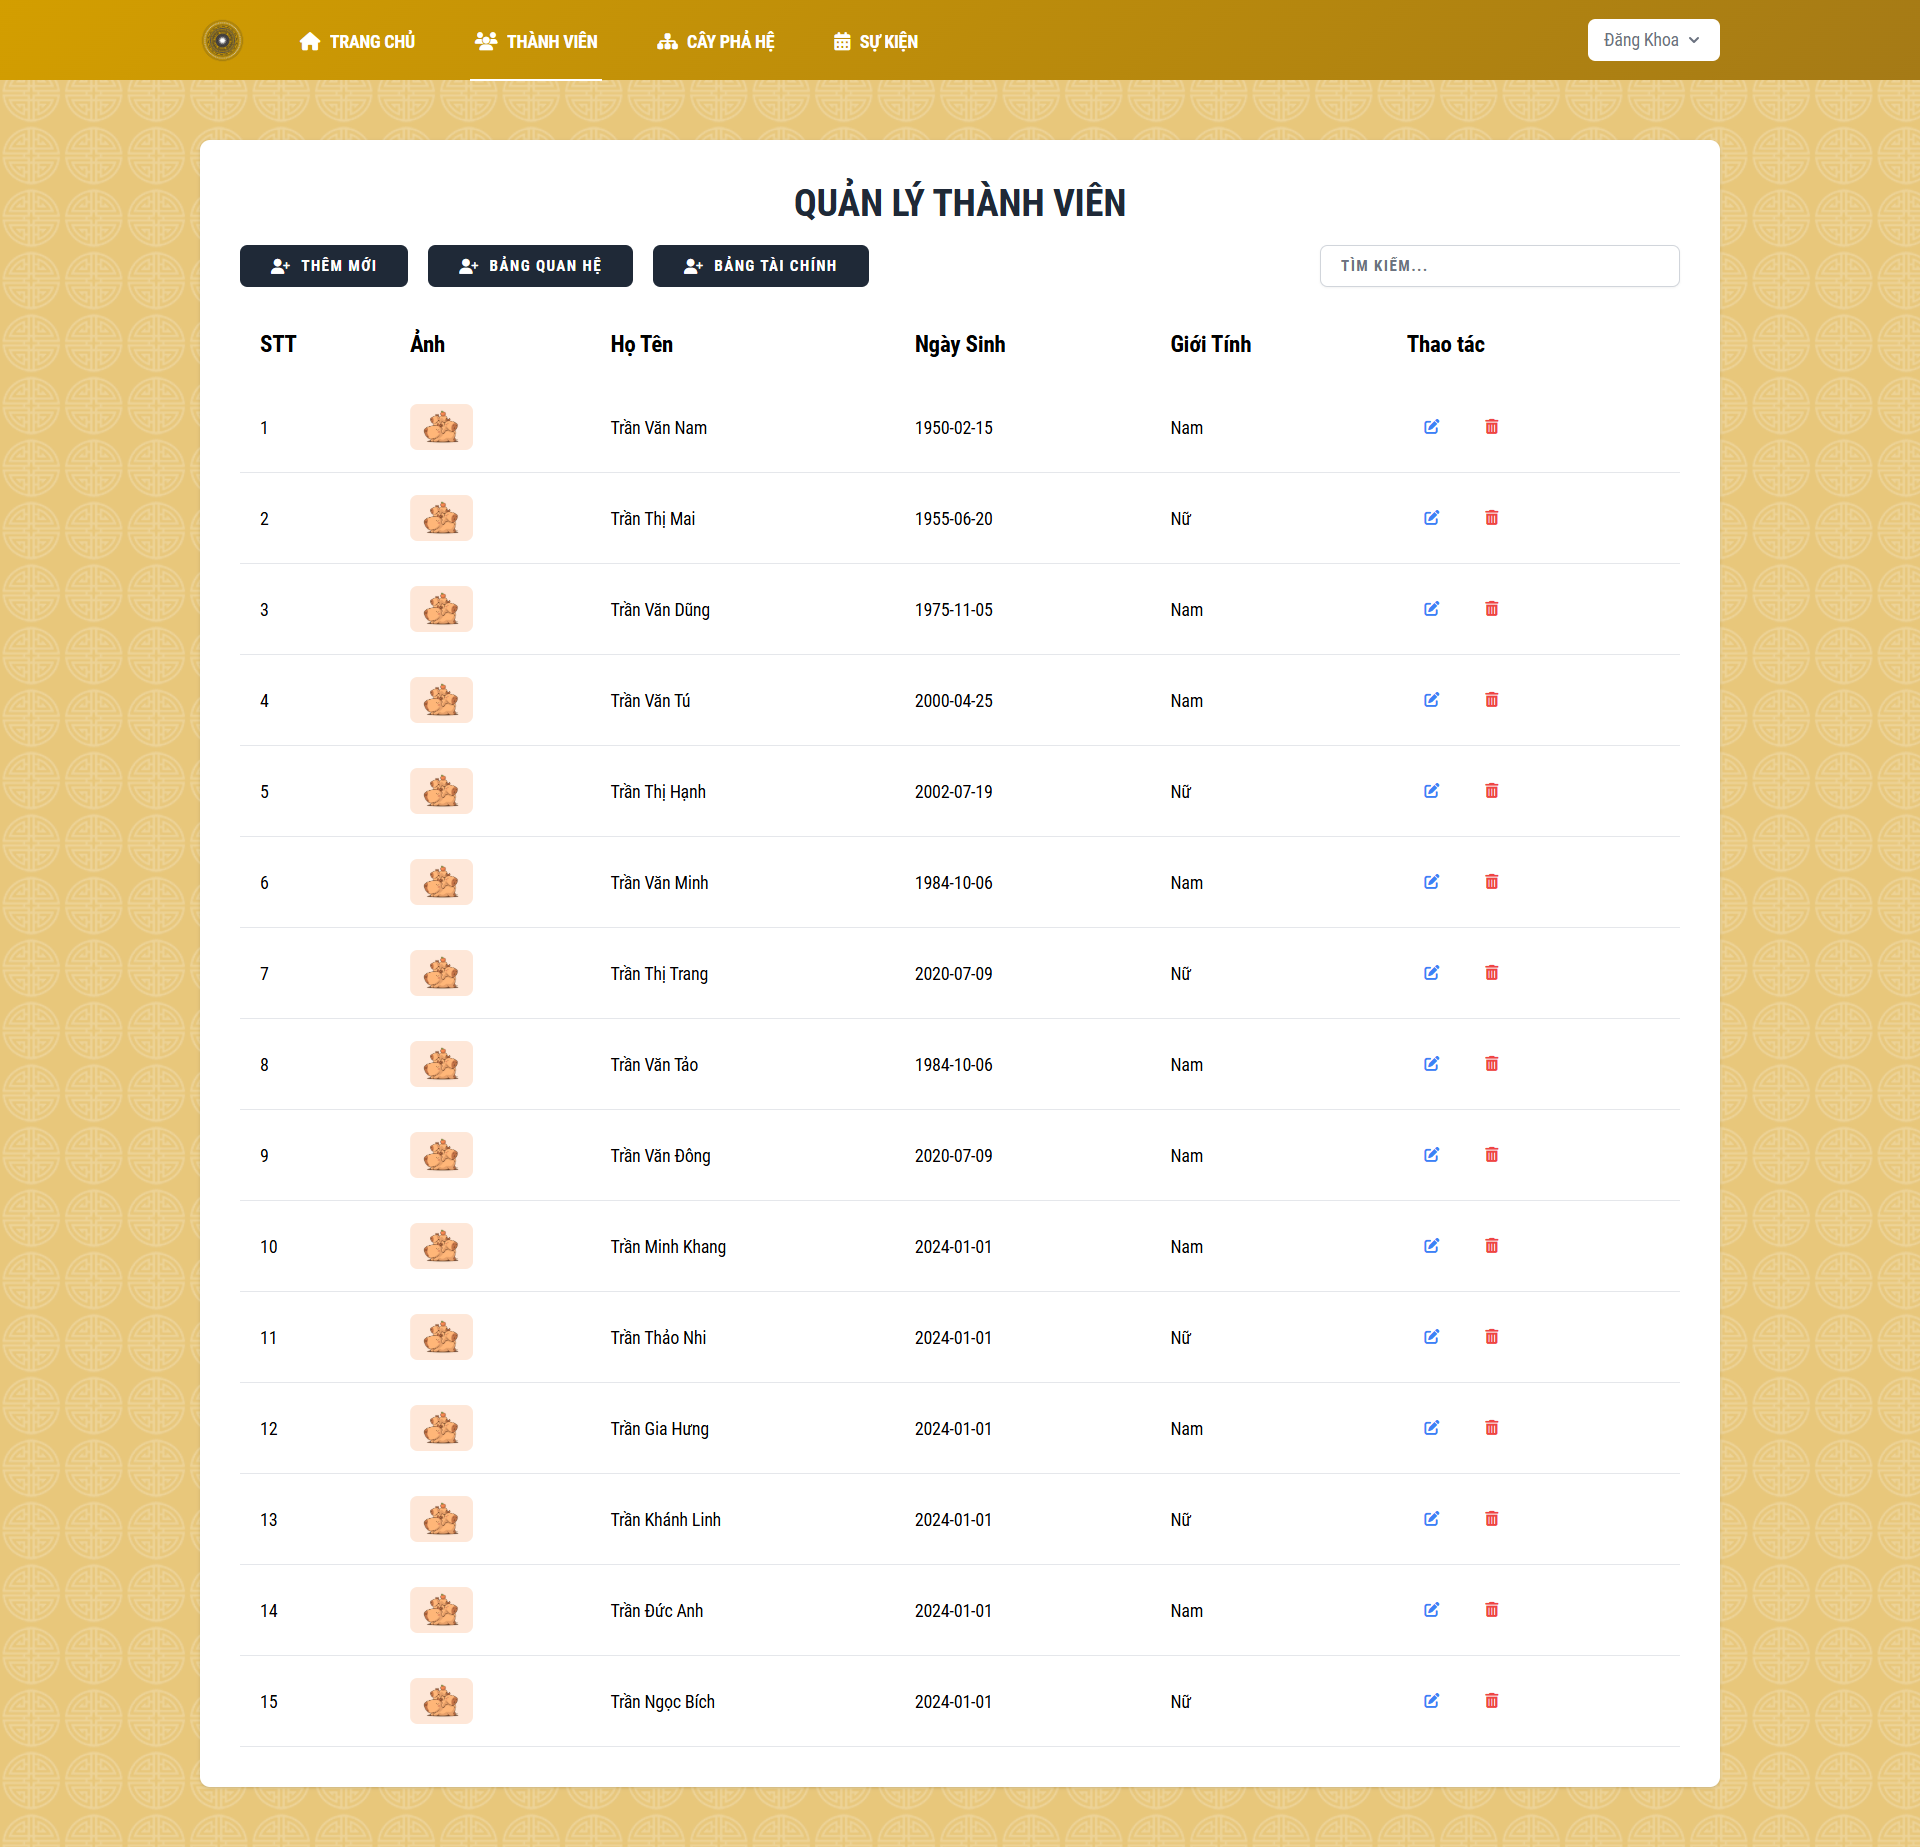 TRANG CHỦ THÀNH VIÊN CÂY PHẢ HỆ SỰ KIỆN Đăng Khoa
QUẢN LÝ THÀNH VIÊN
THÊM MỚI BẢNG QUAN HỆ BẢNG TÀI CHÍNH TÌM KIẾM...
STT Ảnh Họ Tên Ngày Sinh Giới Tính Thao tác
1 Trần Văn Nam 1950-02-15 Nam
2 Trần Thị Mai 1955-06-20 Nữ
3 Trần Văn Dũng 1975-11-05 Nam
4 Trần Văn Tú 2000-04-25 Nam
5 Trần Thị Hạnh 2002-07-19 Nữ
6 Trần Văn Minh 1984-10-06 Nam
7 Trần Thị Trang 2020-07-09 Nữ
8 Trần Văn Tảo 1984-10-06 Nam
9 Trần Văn Đông 2020-07-09 Nam
10 Trần Minh Khang 2024-01-01 Nam
11 Trần Thảo Nhi 2024-01-01 Nữ
12 Trần Gia Hưng 2024-01-01 Nam
13 Trần Khánh Linh 2024-01-01 Nữ
14 Trần Đức Anh 2024-01-01 Nam
15 Trần Ngọc Bích 2024-01-01 Nữ